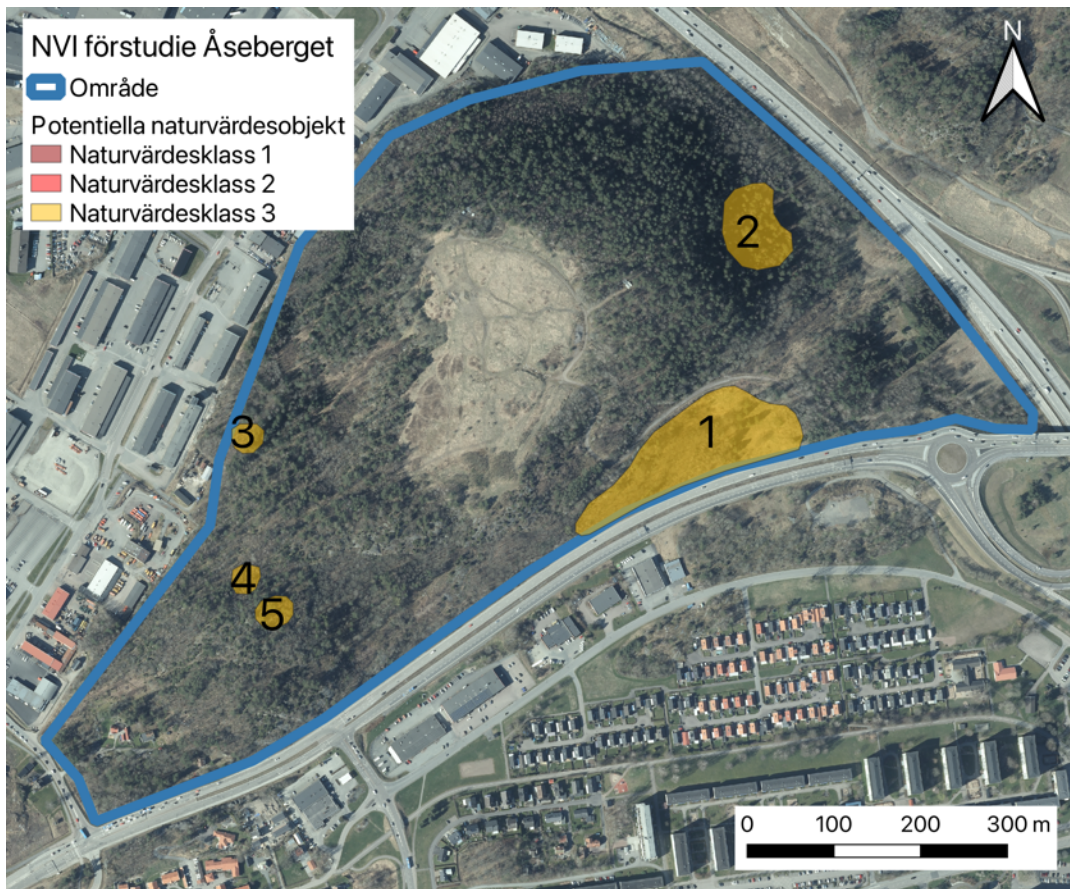 NVI förstudie Åseberget
Område
Potentiella naturvärdesobjekt
Naturvärdesklass 1
Naturvärdesklass 2
Naturvärdesklass 3
N
2
1
3
4
5
0 100 200 300 m